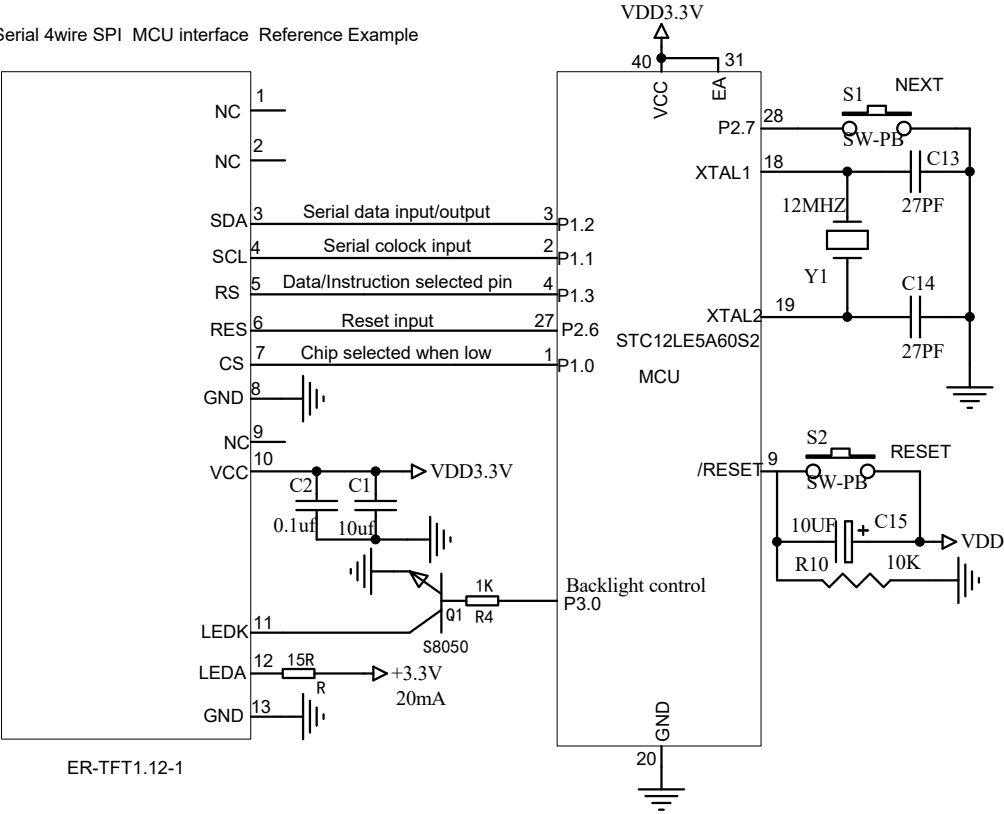 Serial 4wire SPI MCU interface Reference Example
VDD3.3V
40
31
VCC
EA
NC
1
NC
2
SDA
3
Serial data input/output
3
P1.2
SCL
4
Serial colock input
2
P1.1
RS
5
Data/Instruction selected pin
4
P1.3
RES
6
Reset input
27
P2.6
CS
7
Chip selected when low
1
P1.0
GND
8
NC
9
VCC
10
VDD3.3V
C2
C1
0.1uf
10uf
1K
Q1
R4
S8050
Backlight control
P3.0
LEDK
11
LEDA
12
15R
R
+3.3V
20mA
GND
13
ER-TFT1.12-1
P2.7
28
S1
NEXT
SW-PB
XTAL1
18
C13
27PF
12MHZ
Y1
XTAL2
19
C14
27PF
STC12LE5A60S2
MCU
/RESET
9
S2
RESET
SW-PB
10UF
+
C15
VDD
R10
10K
GND
20